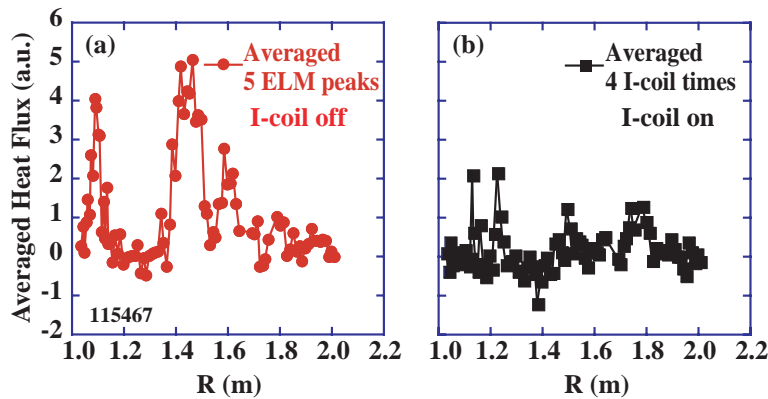 6
5
4
3
2
1
0
-1
-2
Averaged Heat Flux (a.u.)
(a)
Averaged
5 ELM peaks
I-coil off
115467
1.0 1.2 1.4 1.6 1.8 2.0 2.2
R (m)
(b)
Averaged
4 I-coil times
I-coil on
1.0 1.2 1.4 1.6 1.8 2.0 2.2
R (m)